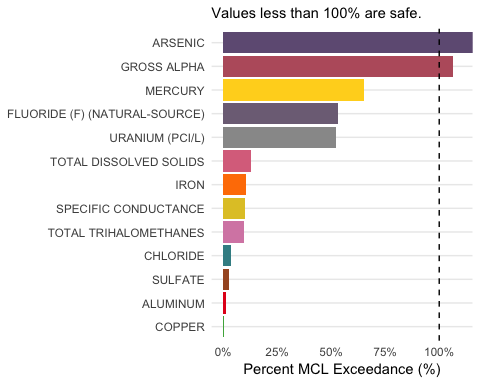 Values less than 100% are safe.
ARSENIC
GROSS ALPHA
MERCURY
FLUORIDE (F) (NATURAL-SOURCE)
URANIUM (PCI/L)
TOTAL DISSOLVED SOLIDS
IRON
SPECIFIC CONDUCTANCE
TOTAL TRIHALOMETHANES
CHLORIDE
SULFATE
ALUMINUM
COPPER
0% 25% 50% 75% 100%
Percent MCL Exceedance (%)